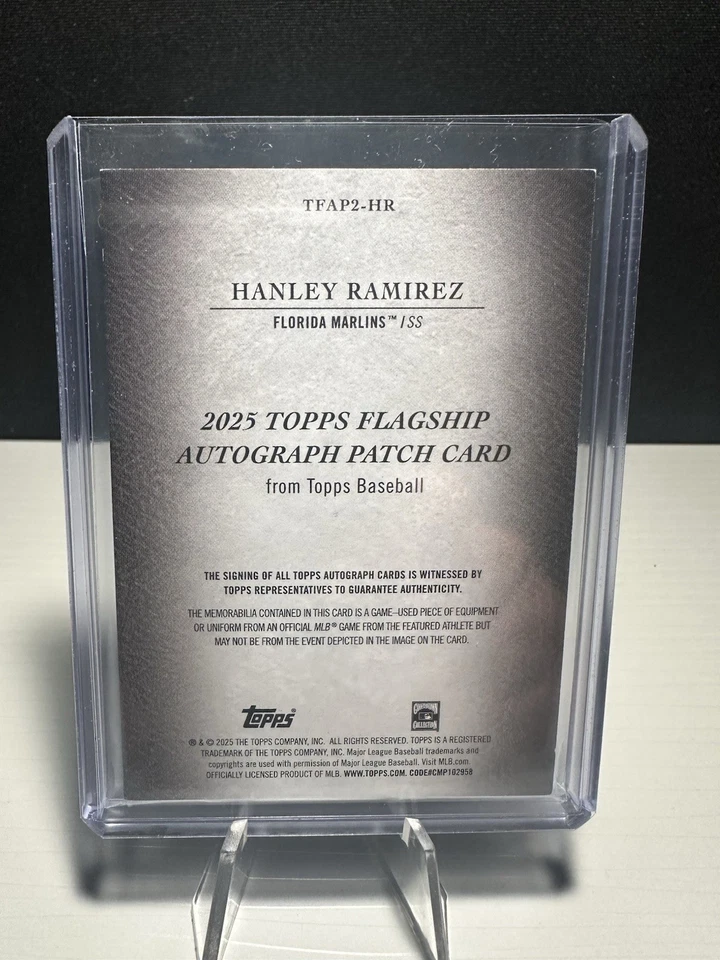 TFAP2-HR
HANLEY RAMIREZ
FLORIDA MARLINS™ / SS
2025 TOPPS FLAGSHIP
AUTOGRAPH PATCH CARD
from Topps Baseball
THE SIGNING OF ALL TOPPS AUTOGRAPH CARDS IS WITNESSED BY
TOPPS REPRESENTATIVES TO GUARANTEE AUTHENTICITY.
THE MEMORABILIA CONTAINED IN THIS CARD IS A GAME-USED PIECE OF EQUIPMENT
OR UNIFORM FROM AN OFFICIAL MLB® GAME FROM THE FEATURED ATHLETE BUT
MAY NOT BE FROM THE EVENT DEPICTED IN THE IMAGE ON THE CARD.
topps®
COOPERSTOWN
COLLECTION
® & © 2025 THE TOPPS COMPANY, INC. ALL RIGHTS RESERVED. TOPPS IS A REGISTERED
TRADEMARK OF THE TOPPS COMPANY, INC. Major League Baseball trademarks and
copyrights are used with permission of Major League Baseball. Visit MLB.com.
OFFICIALLY LICENSED PRODUCT OF MLB. WWW.TOPPS.COM. CODE#CMP102958